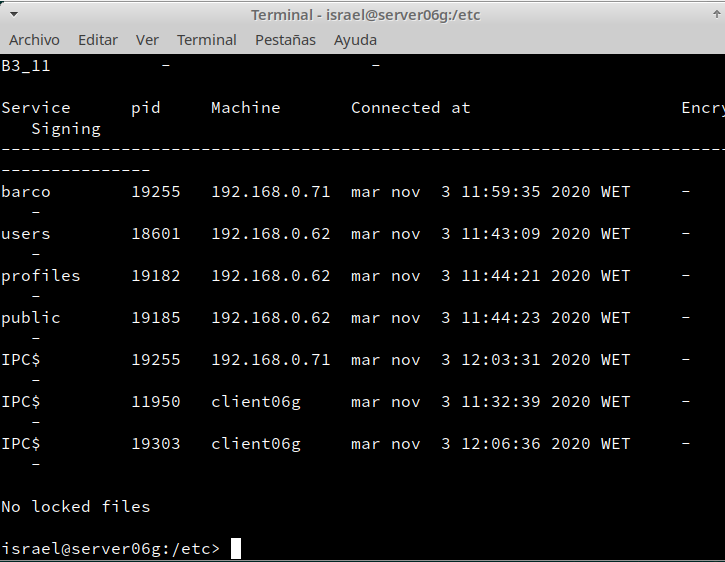 Terminal - israel@server06g:/etc
Archivo Editar Ver Terminal Pestañas Ayuda
B3_11 - -
Service pid Machine Connected at Encry
Signing
-------------------------------------------------------------------------
---------------
barco 19255 192.168.0.71 mar nov 3 11:59:35 2020 WET -
-
users 18601 192.168.0.62 mar nov 3 11:43:09 2020 WET -
-
profiles 19182 192.168.0.62 mar nov 3 11:44:21 2020 WET -
-
public 19185 192.168.0.62 mar nov 3 11:44:23 2020 WET -
-
IPC$ 19255 192.168.0.71 mar nov 3 12:03:31 2020 WET -
-
IPC$ 11950 client06g mar nov 3 11:32:39 2020 WET -
-
IPC$ 19303 client06g mar nov 3 12:06:36 2020 WET -
-
No locked files
israel@server06g:/etc>